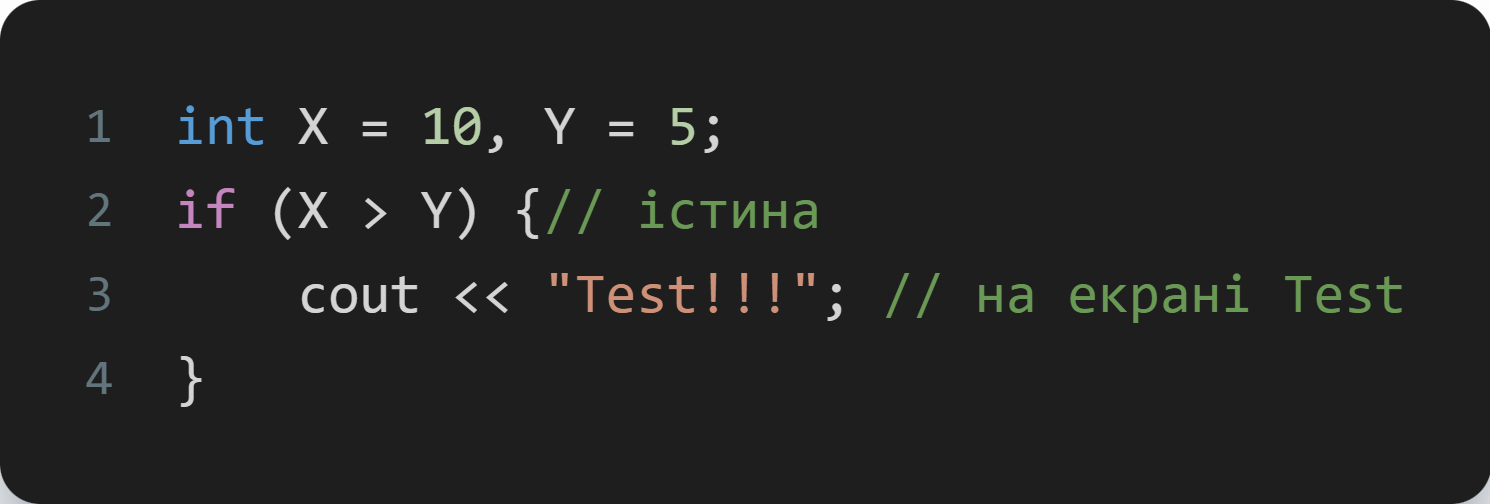 1 int X = 10, Y = 5;
2 if (X > Y) {// істина
3     cout << "Test!!!"; // на екрані Test
4 }